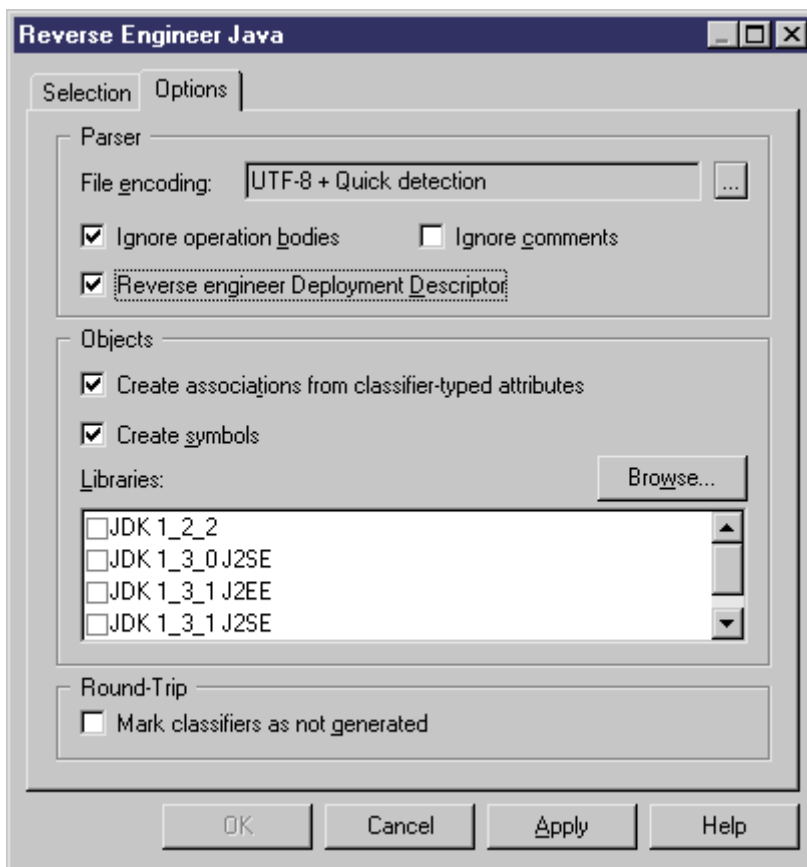 Reverse Engineer Java
Selection
Options
Parser
File encoding:
UTF-8 + Quick detection
...
Ignore operation bodies
Ignore comments
Reverse engineer Deployment Descriptor
Objects
Create associations from classifier-typed attributes
Create symbols
Libraries:
Browse...
JDK 1_2_2
JDK 1_3_0 J2SE
JDK 1_3_1 J2EE
JDK 1_3_1 J2SE
Round-Trip
Mark classifiers as not generated
OK
Cancel
Apply
Help